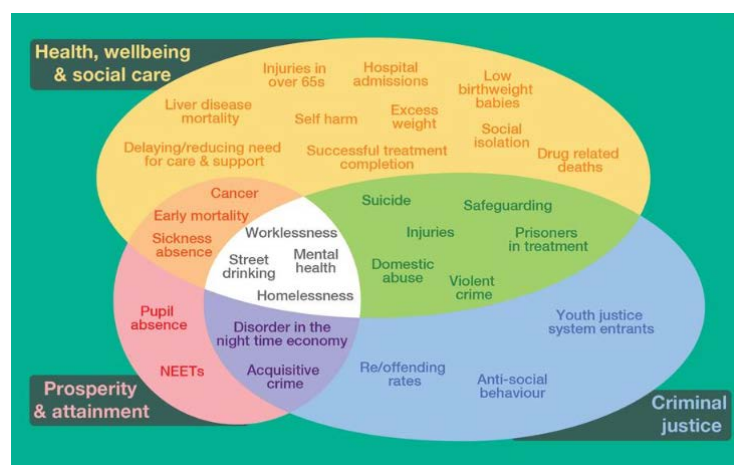 Health, wellbeing
& social care
Injuries in
over 65s
Hospital
admissions
Low
birthweight
babies
Liver disease
mortality
Self harm
Excess
weight
Social
isolation
Delaying/reducing need
for care & support
Successful treatment
completion
Drug related
deaths
Cancer
Early mortality
Sickness
absence
Suicide
Safeguarding
Injuries
Prisoners
in treatment
Domestic
abuse
Violent
crime
Worklessness
Street
drinking
Mental
health
Homelessness
Pupil
absence
NEETs
Disorder in the
night time economy
Acquisitive
crime
Youth justice
system entrants
Re/offending
rates
Anti-social
behaviour
Prosperity
& attainment
Criminal
justice